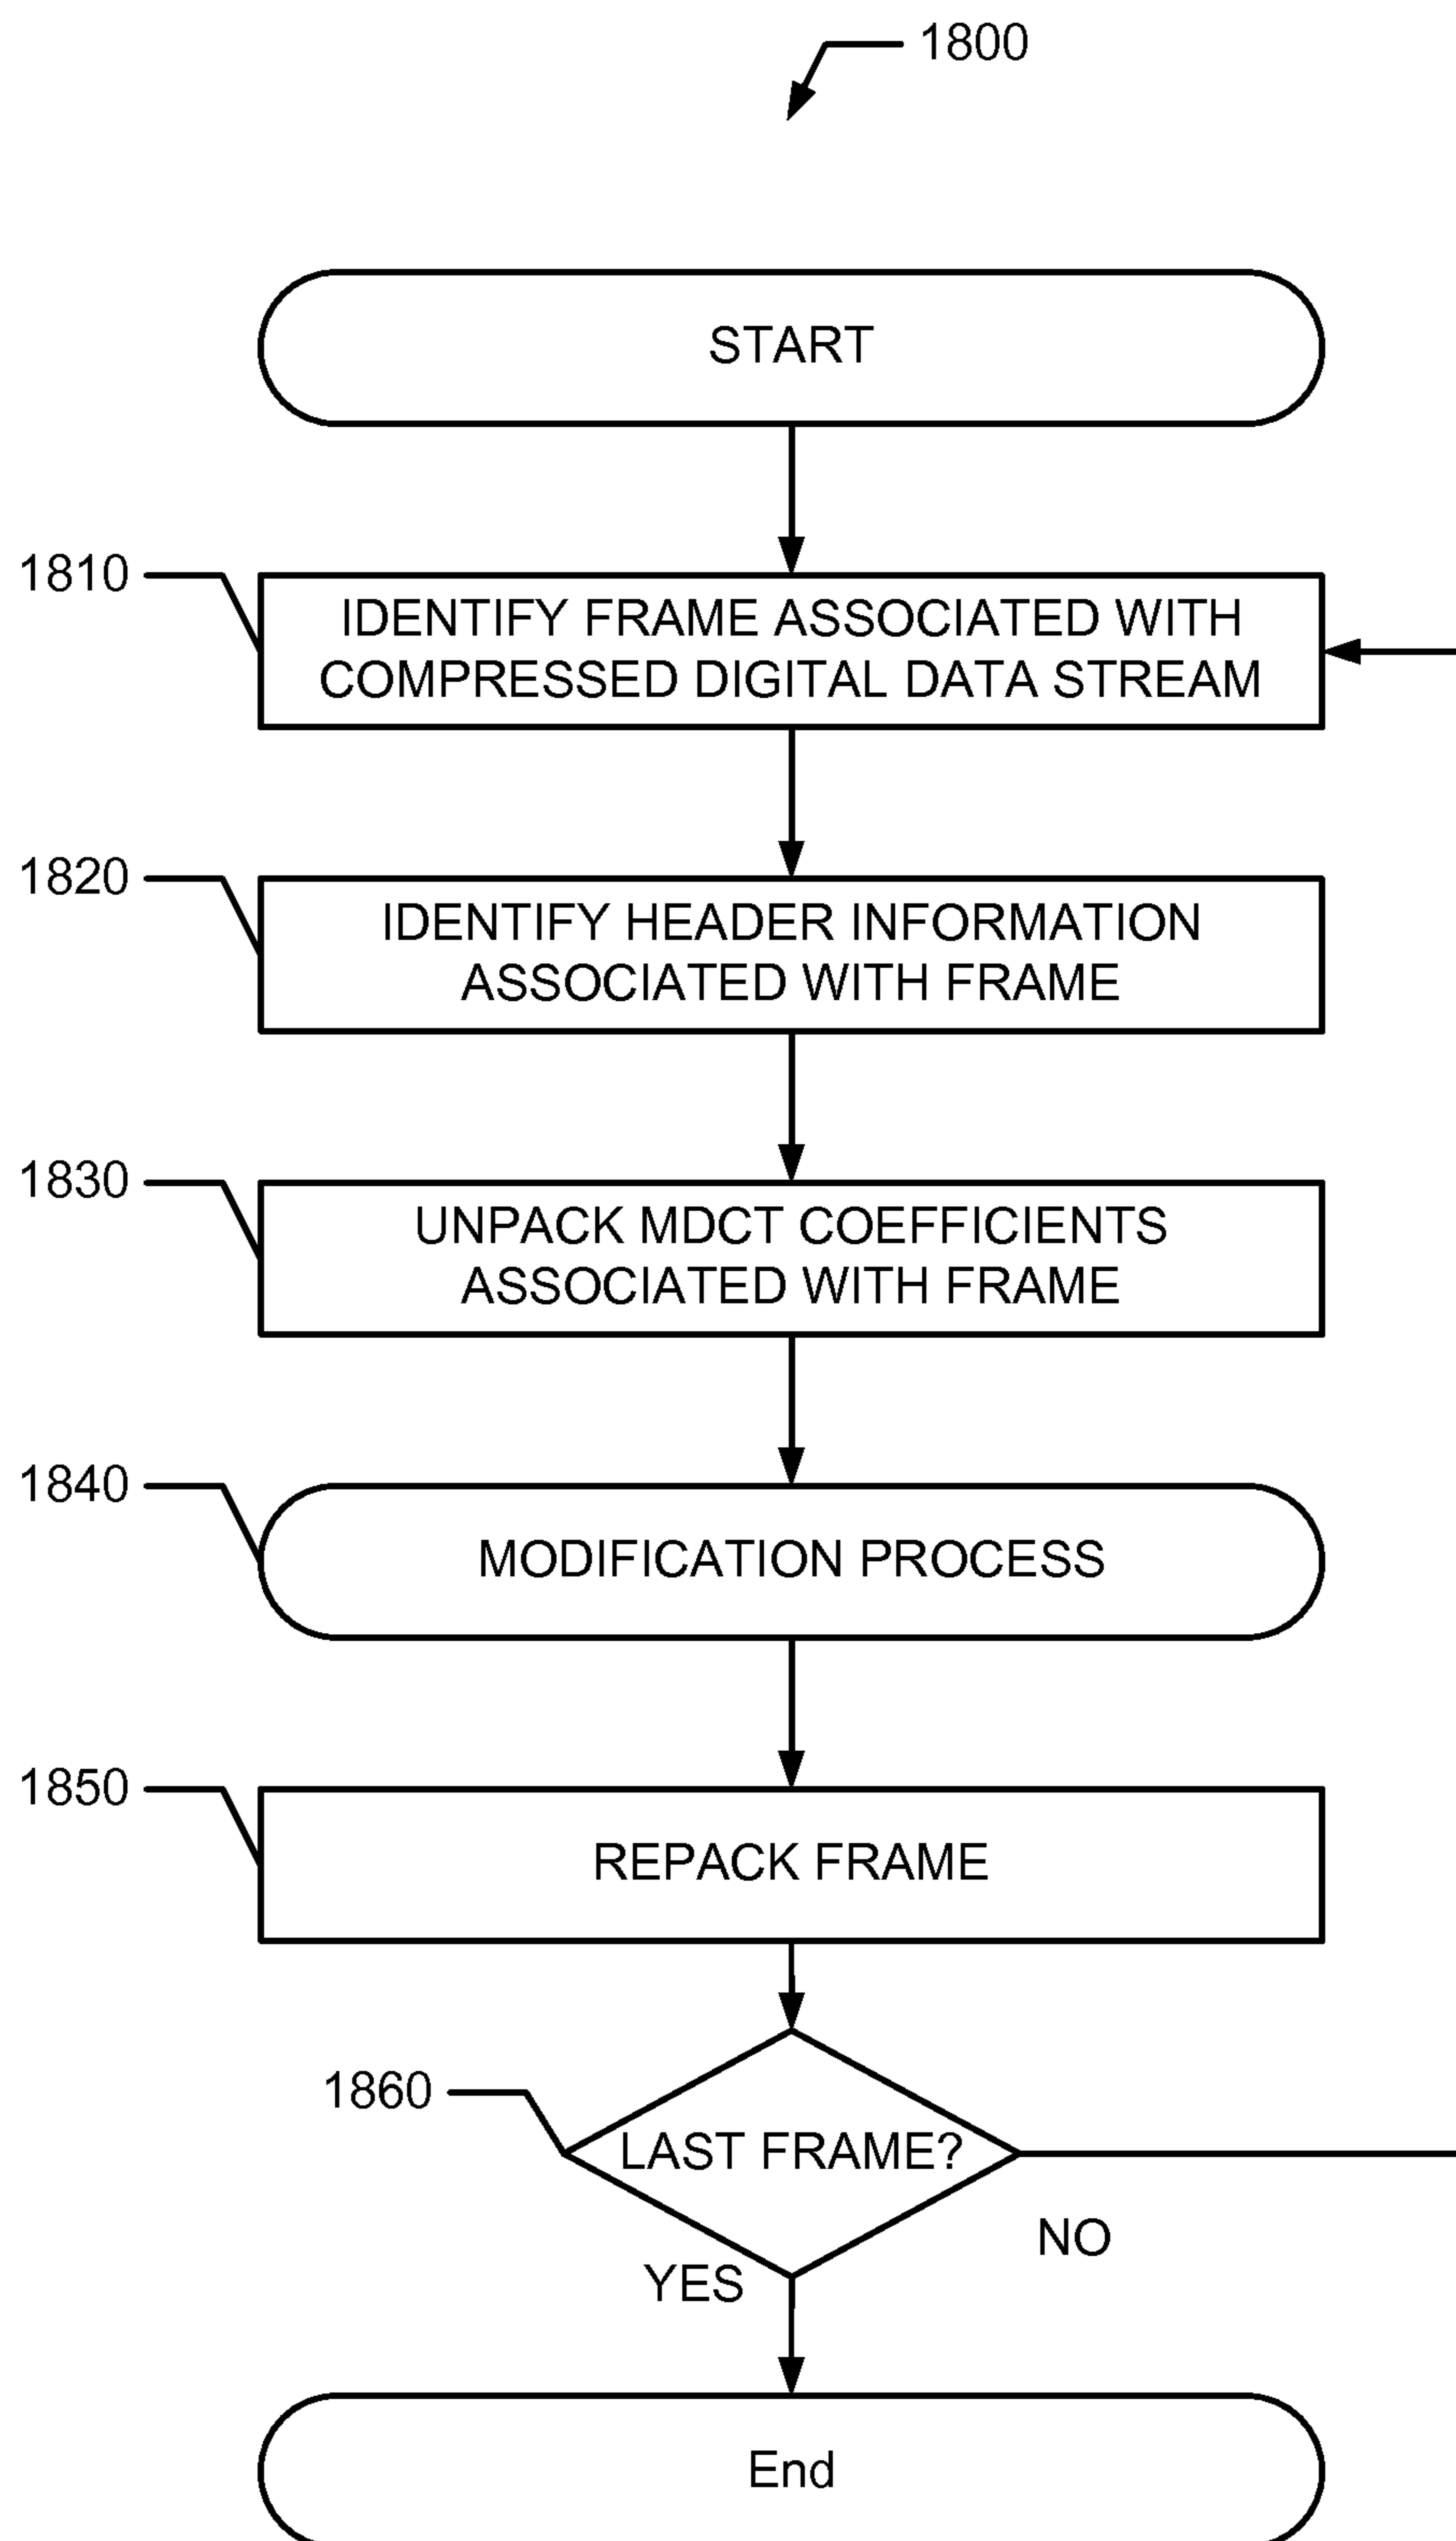 1800
START
1810
IDENTIFY FRAME ASSOCIATED WITH
COMPRESSED DIGITAL DATA STREAM
1820
IDENTIFY HEADER INFORMATION
ASSOCIATED WITH FRAME
1830
UNPACK MDCT COEFFICIENTS
ASSOCIATED WITH FRAME
1840
MODIFICATION PROCESS
1850
REPACK FRAME
1860
LAST FRAME?
NO
YES
End